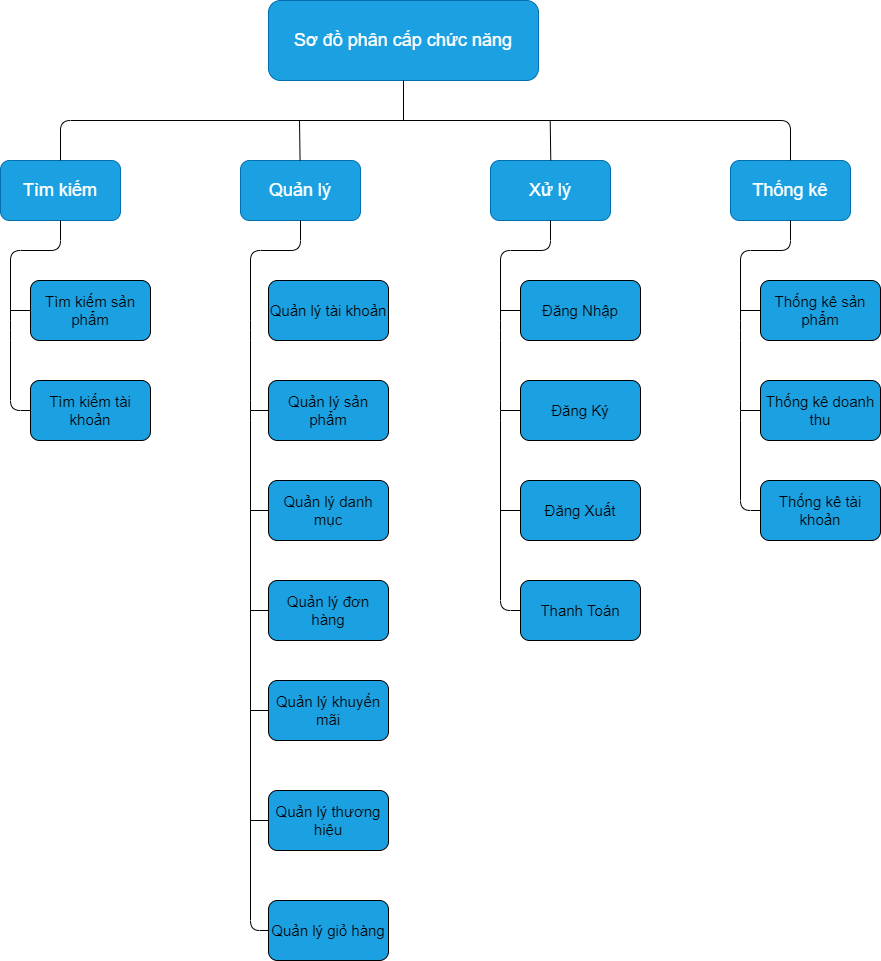 Sơ đồ phân cấp chức năng
Tìm kiếm
Quản lý
Xử lý
Thống kê
Tìm kiếm sản
phẩm
Tìm kiếm tài
khoản
Quản lý tài khoản
Quản lý sản
phẩm
Quản lý danh
mục
Quản lý đơn
hàng
Quản lý khuyến
mãi
Quản lý thương
hiệu
Quản lý giỏ hàng
Đăng Nhập
Đăng Ký
Đăng Xuất
Thanh Toán
Thống kê sản
phẩm
Thống kê doanh
thu
Thống kê tài
khoản